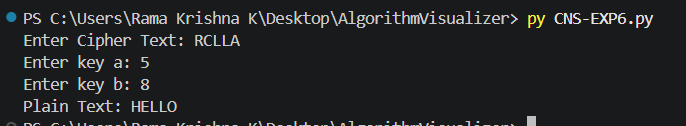 PS C:\Users\Rama Krishna K\Desktop\AlgorithmVisualizer> py CNS-EXP6.py
Enter Cipher Text: RCLLA
Enter key a: 5
Enter key b: 8
Plain Text: HELLO
PS C:\Users\Rama Krishna K\Desktop\AlgorithmVisualizer>